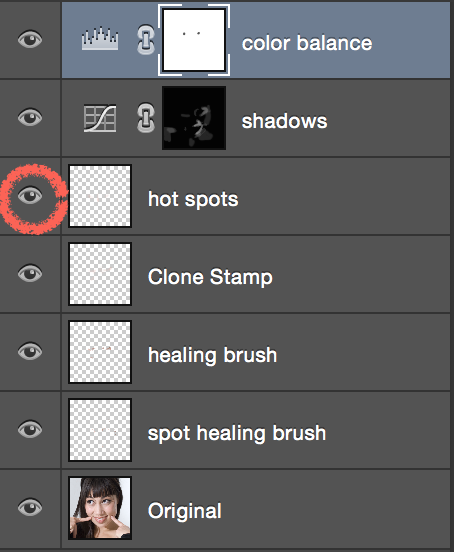 color balance
shadows
hot spots
Clone Stamp
healing brush
spot healing brush
Original